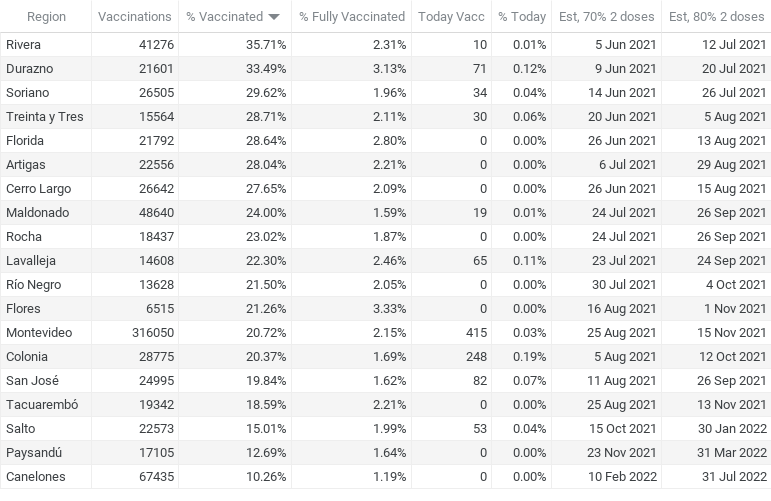 Region Vaccinations % Vaccinated % Fully Vaccinated Today Vacc % Today Est, 70% 2 doses Est, 80% 2 doses
Rivera 41276 35.71% 2.31% 10 0.01% 5 Jun 2021 12 Jul 2021
Durazno 21601 33.49% 3.13% 71 0.12% 9 Jun 2021 20 Jul 2021
Soriano 26505 29.62% 1.96% 34 0.04% 14 Jun 2021 26 Jul 2021
Treinta y Tres 15564 28.71% 2.11% 30 0.06% 20 Jun 2021 5 Aug 2021
Florida 21792 28.64% 2.80% 0 0.00% 26 Jun 2021 13 Aug 2021
Artigas 22556 28.04% 2.21% 0 0.00% 6 Jul 2021 29 Aug 2021
Cerro Largo 26642 27.65% 2.09% 0 0.00% 26 Jun 2021 15 Aug 2021
Maldonado 48640 24.00% 1.59% 19 0.01% 24 Jul 2021 26 Sep 2021
Rocha 18437 23.02% 1.87% 0 0.00% 24 Jul 2021 26 Sep 2021
Lavalleja 14608 22.30% 2.46% 65 0.11% 23 Jul 2021 24 Sep 2021
Río Negro 13628 21.50% 2.05% 0 0.00% 30 Jul 2021 4 Oct 2021
Flores 6515 21.26% 3.33% 0 0.00% 16 Aug 2021 1 Nov 2021
Montevideo 316050 20.72% 2.15% 415 0.03% 25 Aug 2021 15 Nov 2021
Colonia 28775 20.37% 1.69% 248 0.19% 5 Aug 2021 12 Oct 2021
San José 24995 19.84% 1.62% 82 0.07% 11 Aug 2021 26 Sep 2021
Tacuarembó 19342 18.59% 2.21% 0 0.00% 25 Aug 2021 13 Nov 2021
Salto 22573 15.01% 1.99% 53 0.04% 15 Oct 2021 30 Jan 2022
Paysandú 17105 12.69% 1.64% 0 0.00% 23 Nov 2021 31 Mar 2022
Canelones 67435 10.26% 1.19% 0 0.00% 10 Feb 2022 31 Jul 2022